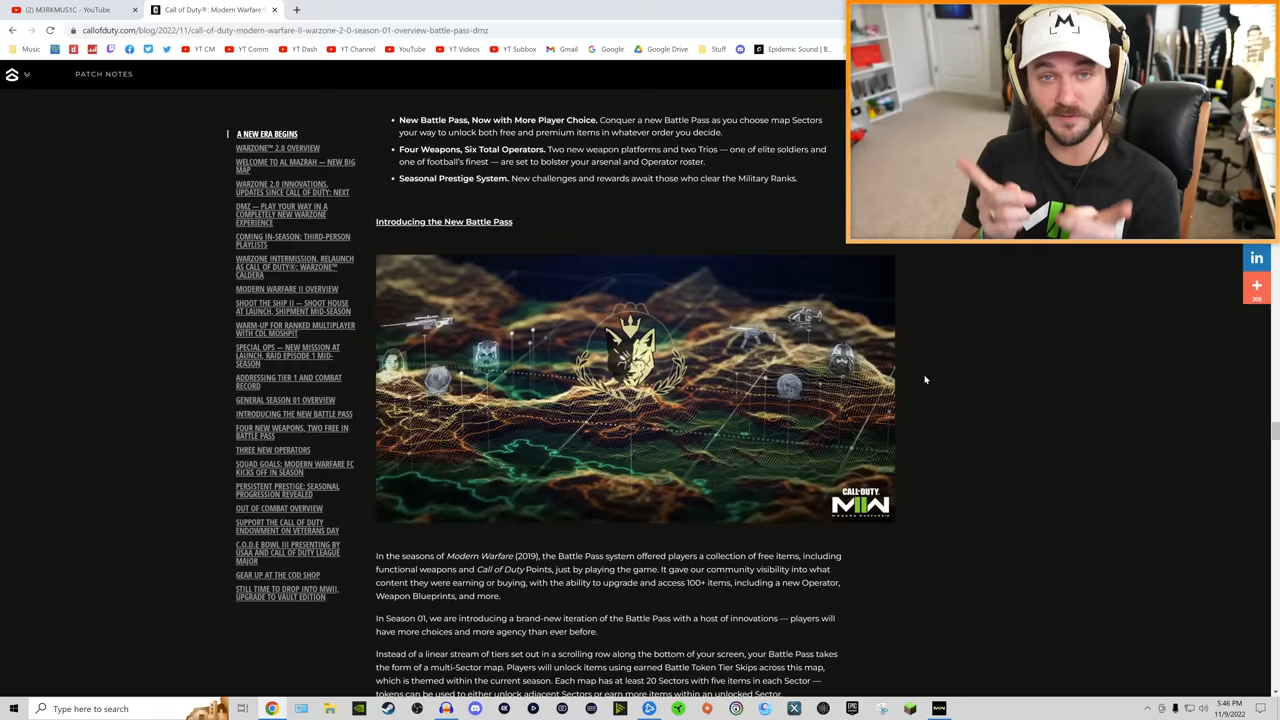 (2) M3RKMUS1C - YouTube
Call of Duty®: Modern Warfare
callofduty.com/blog/2022/11/call-of-duty-modern-warfare-II-warzone-2-0-season-01-overview-battle-pass-dmz
Music
YT CM
YT Comm
YT Dash
YT Channel
YouTube
YT Videos
YT Subbox
Gmail
Google
Google Drive
Stuff
Epidemic Sound | B...
PATCH NOTES
A NEW ERA BEGINS
WARZONE™ 2.0 OVERVIEW
WELCOME TO AL MAZRAH — NEW BIG
MAP
WARZONE 2.0 INNOVATIONS,
UPDATES SINCE CALL OF DUTY: NEXT
DMZ — PLAY YOUR WAY IN A
COMPLETELY NEW WARZONE
EXPERIENCE
COMING IN-SEASON: THIRD-PERSON
PLAYLISTS
WARZONE INTERMISSION, RELAUNCH
AS CALL OF DUTY®: WARZONE™
CALDERA
MODERN WARFARE II OVERVIEW
SHOOT THE SHIP II — SHOOT HOUSE
AT LAUNCH, SHIPMENT MID-SEASON
WARM-UP FOR RANKED MULTIPLAYER
WITH CDL MOSHPIT
SPECIAL OPS — NEW MISSION AT
LAUNCH, RAID EPISODE 1 MID-
SEASON
ADDRESSING TIER 1 AND COMBAT
RECORD
GENERAL SEASON 01 OVERVIEW
INTRODUCING THE NEW BATTLE PASS
FOUR NEW WEAPONS, TWO FREE IN
BATTLE PASS
THREE NEW OPERATORS
SQUAD GOALS: MODERN WARFARE FC
KICKS OFF IN SEASON
PERSISTENT PRESTIGE: SEASONAL
PROGRESSION REVEALED
OUT OF COMBAT OVERVIEW
SUPPORT THE CALL OF DUTY
ENDOWMENT ON VETERANS DAY
C.O.D.E BOWL III PRESENTING BY
USAA AND CALL OF DUTY LEAGUE
MAJOR
GEAR UP AT THE COD SHOP
STILL TIME TO DROP INTO MWII,
UPGRADE TO VAULT EDITION
• New Battle Pass, Now with More Player Choice. Conquer a new Battle Pass as you choose map Sectors
your way to unlock both free and premium items in whatever order you decide.
• Four Weapons, Six Total Operators. Two new weapon platforms and two Trios — one of elite soldiers and
one of football's finest — are set to bolster your arsenal and Operator roster.
• Seasonal Prestige System. New challenges and rewards await those who clear the Military Ranks.
Introducing the New Battle Pass
CALL·OF·DUTY
MWII
MODERN WARFARE II
In the seasons of Modern Warfare (2019), the Battle Pass system offered players a collection of free items, including
functional weapons and Call of Duty Points, just by playing the game. It gave our community visibility into what
content they were earning or buying, with the ability to upgrade and access 100+ items, including a new Operator,
Weapon Blueprints, and more.
In Season 01, we are introducing a brand-new iteration of the Battle Pass with a host of innovations — players will
have more choices and more agency than ever before.
Instead of a linear stream of tiers set out in a scrolling row along the bottom of your screen, your Battle Pass takes
the form of a multi-Sector map. Players will unlock items using earned Battle Token Tier Skips across this map,
which is themed within the current season. Each map has at least 20 Sectors with five items in each Sector —
tokens can be used to either unlock adjacent Sectors or earn more items within an unlocked Sector.
in
366
Type here to search
5:46 PM
11/9/2022